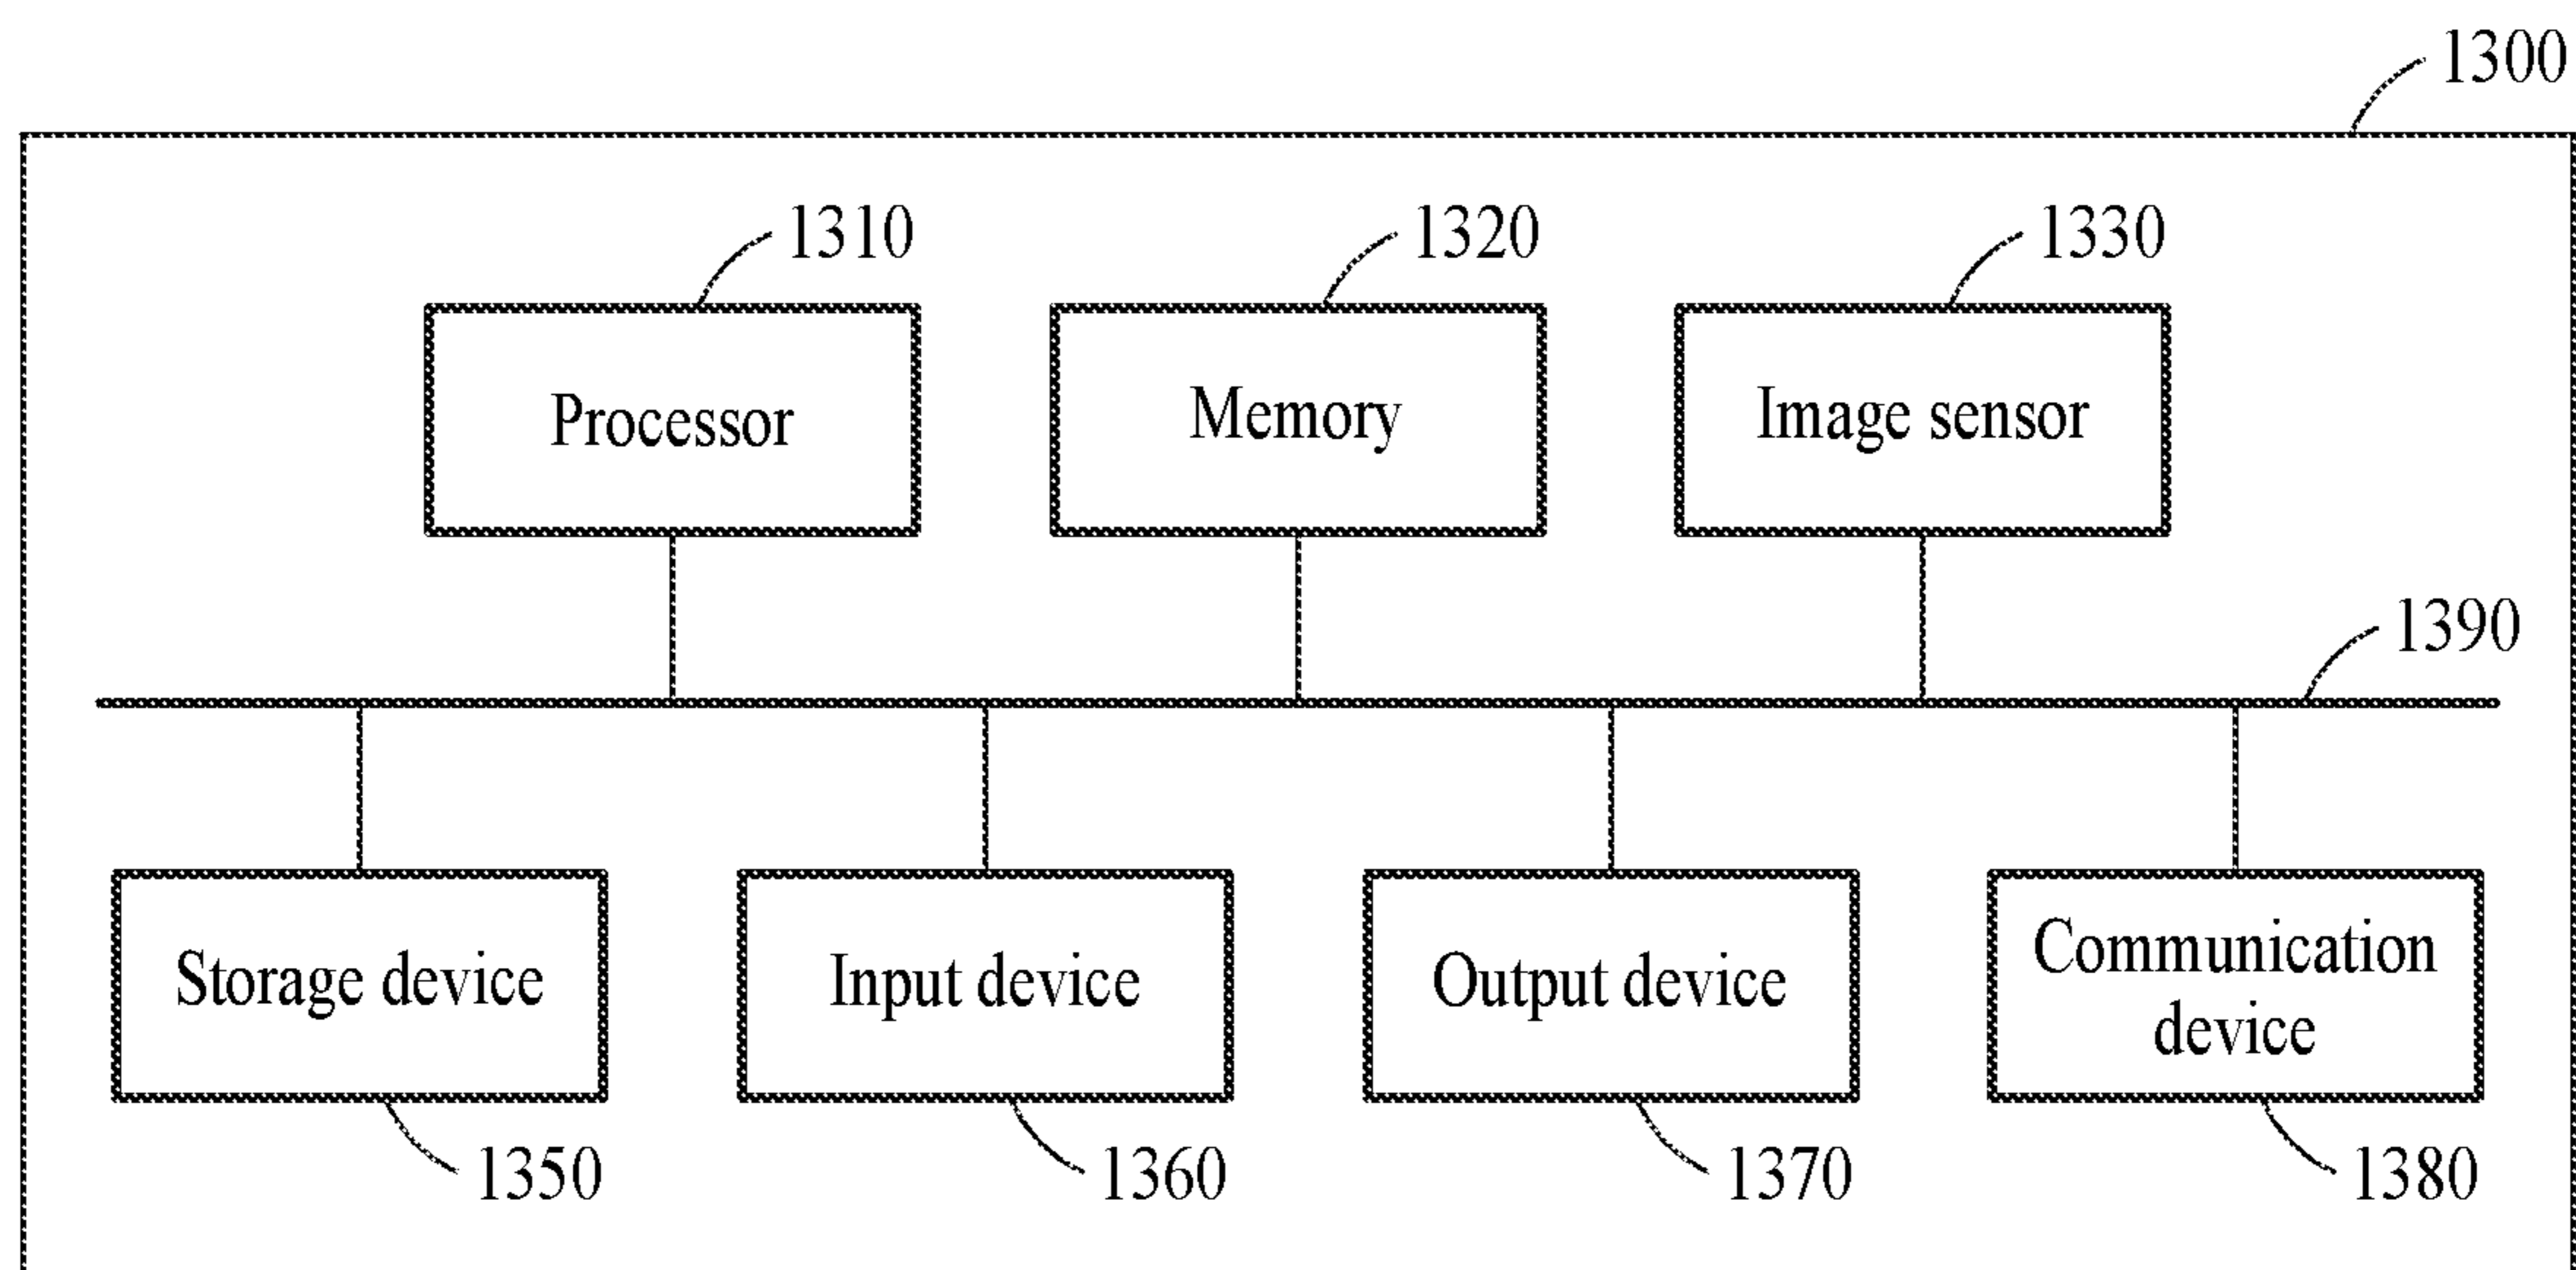 1300
1310
1320
1330
Processor
Memory
Image sensor
1390
Storage device
Input device
Output device
Communication
device
1350
1360
1370
1380